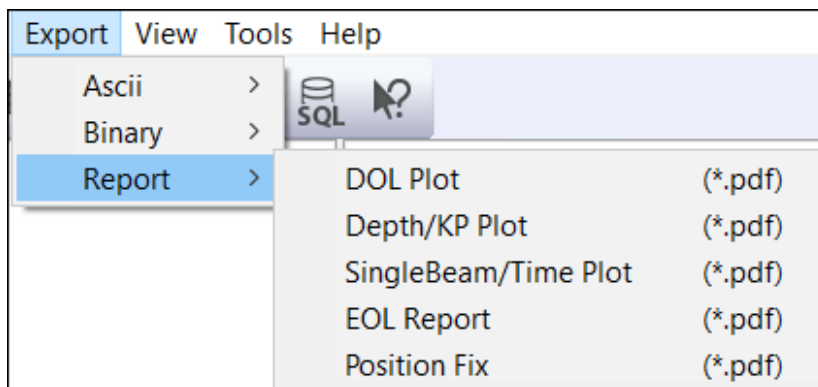 Export View Tools Help
Ascii >
SQL
Binary >
Report >
DOL Plot (*.pdf)
Depth/KP Plot (*.pdf)
SingleBeam/Time Plot (*.pdf)
EOL Report (*.pdf)
Position Fix (*.pdf)